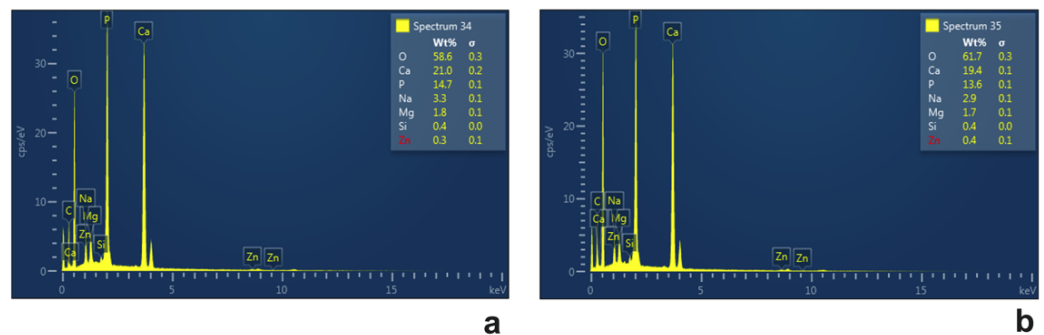 Spectrum 34
Wt% σ
O 58.6 0.3
Ca 21.0 0.2
P 14.7 0.1
Na 3.3 0.1
Mg 1.8 0.1
Si 0.4 0.0
Zn 0.3 0.1
P
Ca
O
Na
C Mg
Zn
Si
Ca
Zn Zn
cps/eV
30
20
10
0
0 5 10 15 keV
a
Spectrum 35
Wt% σ
O 61.7 0.3
Ca 19.4 0.1
P 13.6 0.1
Na 2.9 0.1
Mg 1.7 0.1
Si 0.4 0.0
Zn 0.4 0.1
P
Ca
O
C Na
Ca Mg
Zn
Si
Zn Zn
cps/eV
30
20
10
0
0 5 10 15 keV
b